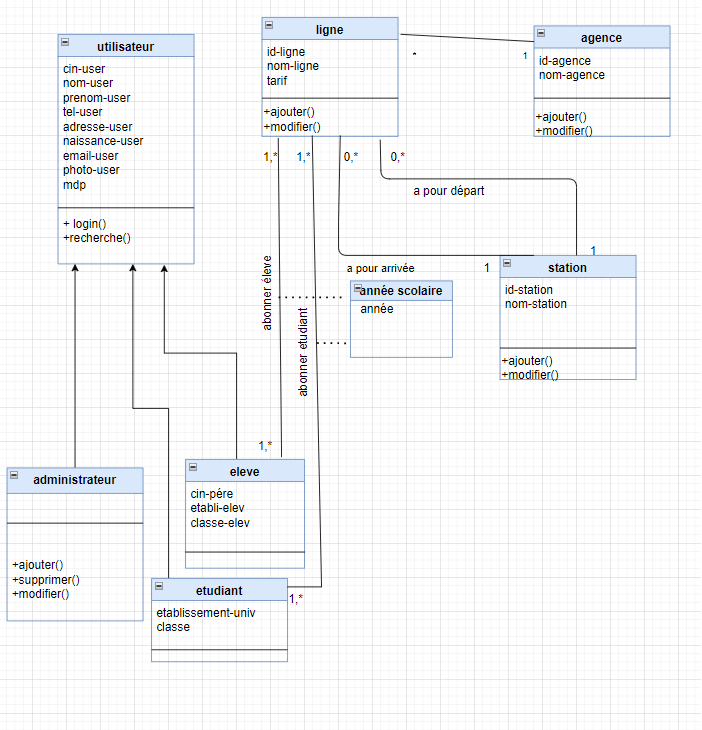 utilisateur
cin-user
nom-user
prenom-user
tel-user
adresse-user
naissance-user
email-user
photo-user
mdp
+ login()
+recherche()
ligne
id-ligne
nom-ligne
tarif
+ajouter()
+modifier()
agence
id-agence
nom-agence
+ajouter()
+modifier()
*
1
1,*
1,*
0,*
0,*
a pour départ
1
a pour arrivée
1
station
id-station
nom-station
+ajouter()
+modifier()
abonner éleve
abonner etudiant
année scolaire
année
1,*
administrateur
+ajouter()
+supprimer()
+modifier()
eleve
cin-pére
etabli-elev
classe-elev
etudiant
etablissement-univ
classe
1,*